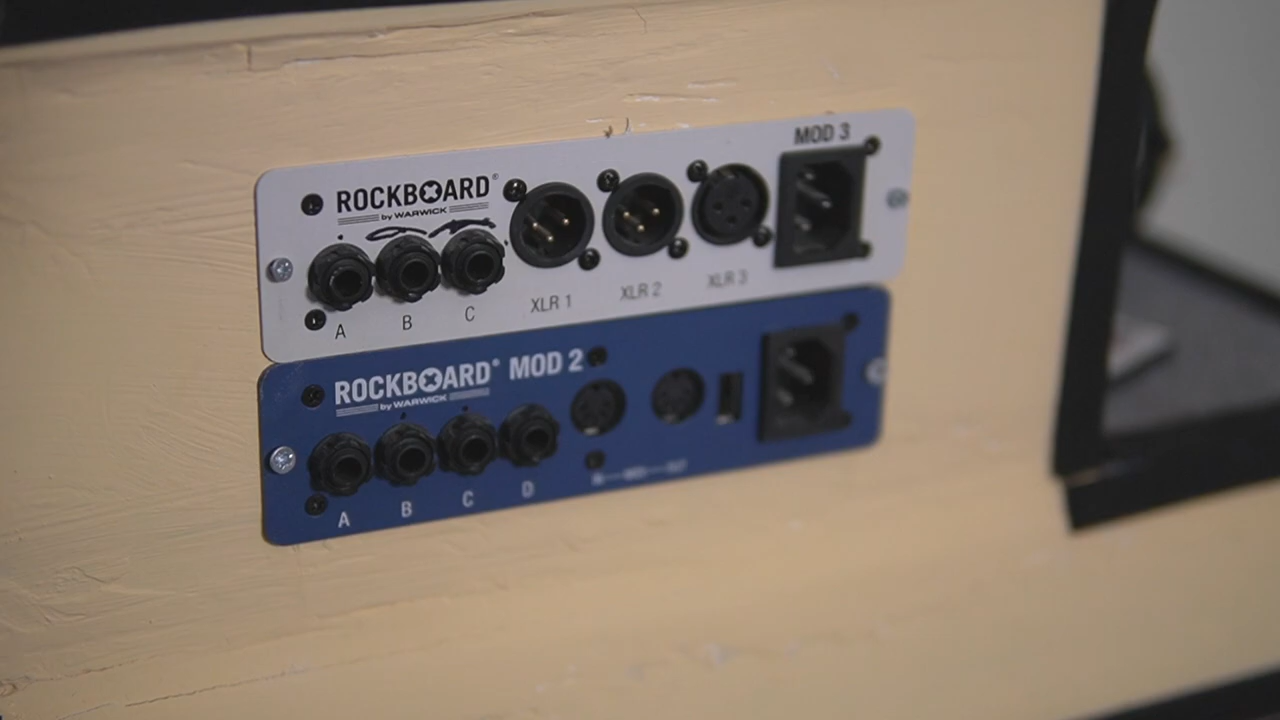 MOD 3
ROCKBOARD®
by WARWICK
A B C XLR 1 XLR 2 XLR 3
ROCKBOARD® MOD 2
by WARWICK
A B C D